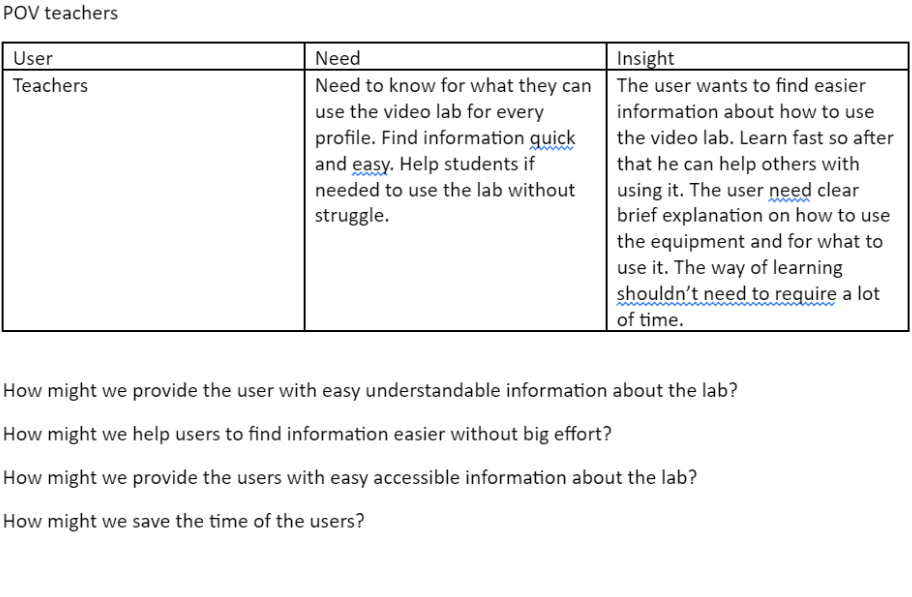 POV teachers
User
Need
Insight
Teachers
Need to know for what they can
use the video lab for every
profile. Find information quick
and easy. Help students if
needed to use the lab without
struggle.
The user wants to find easier
information about how to use
the video lab. Learn fast so after
that he can help others with
using it. The user need clear
brief explanation on how to use
the equipment and for what to
use it. The way of learning
shouldn’t need to require a lot
of time.
How might we provide the user with easy understandable information about the lab?
How might we help users to find information easier without big effort?
How might we provide the users with easy accessible information about the lab?
How might we save the time of the users?